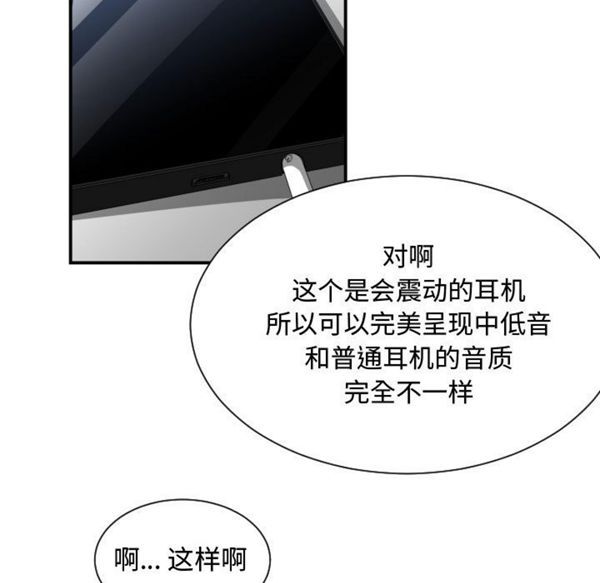 对啊
这个是会震动的耳机
所以可以完美呈现中低音
和普通耳机的音质
完全不一样
啊... 这样啊